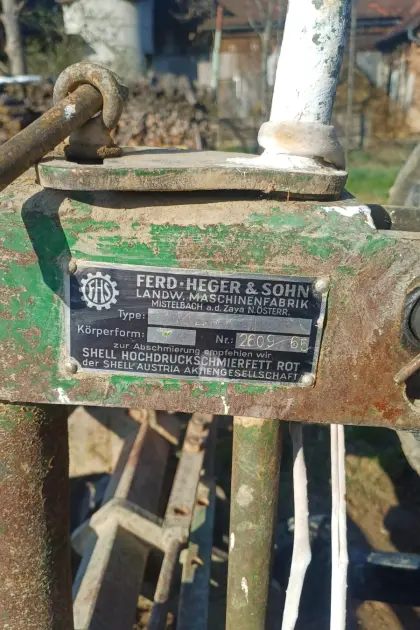 FHS
FERD·HEGER & SOHN
LANDW. MASCHINENFABRIK
MISTELBACH a.d. Zaya N.ÖSTERR.
Type:
Körperform: Nr.: 2609-65
zur Abschmierung empfehlen wir
SHELL HOCHDRUCKSCHMIERFETT ROT
der SHELL AUSTRIA AKTIENGESELLSCHAFT